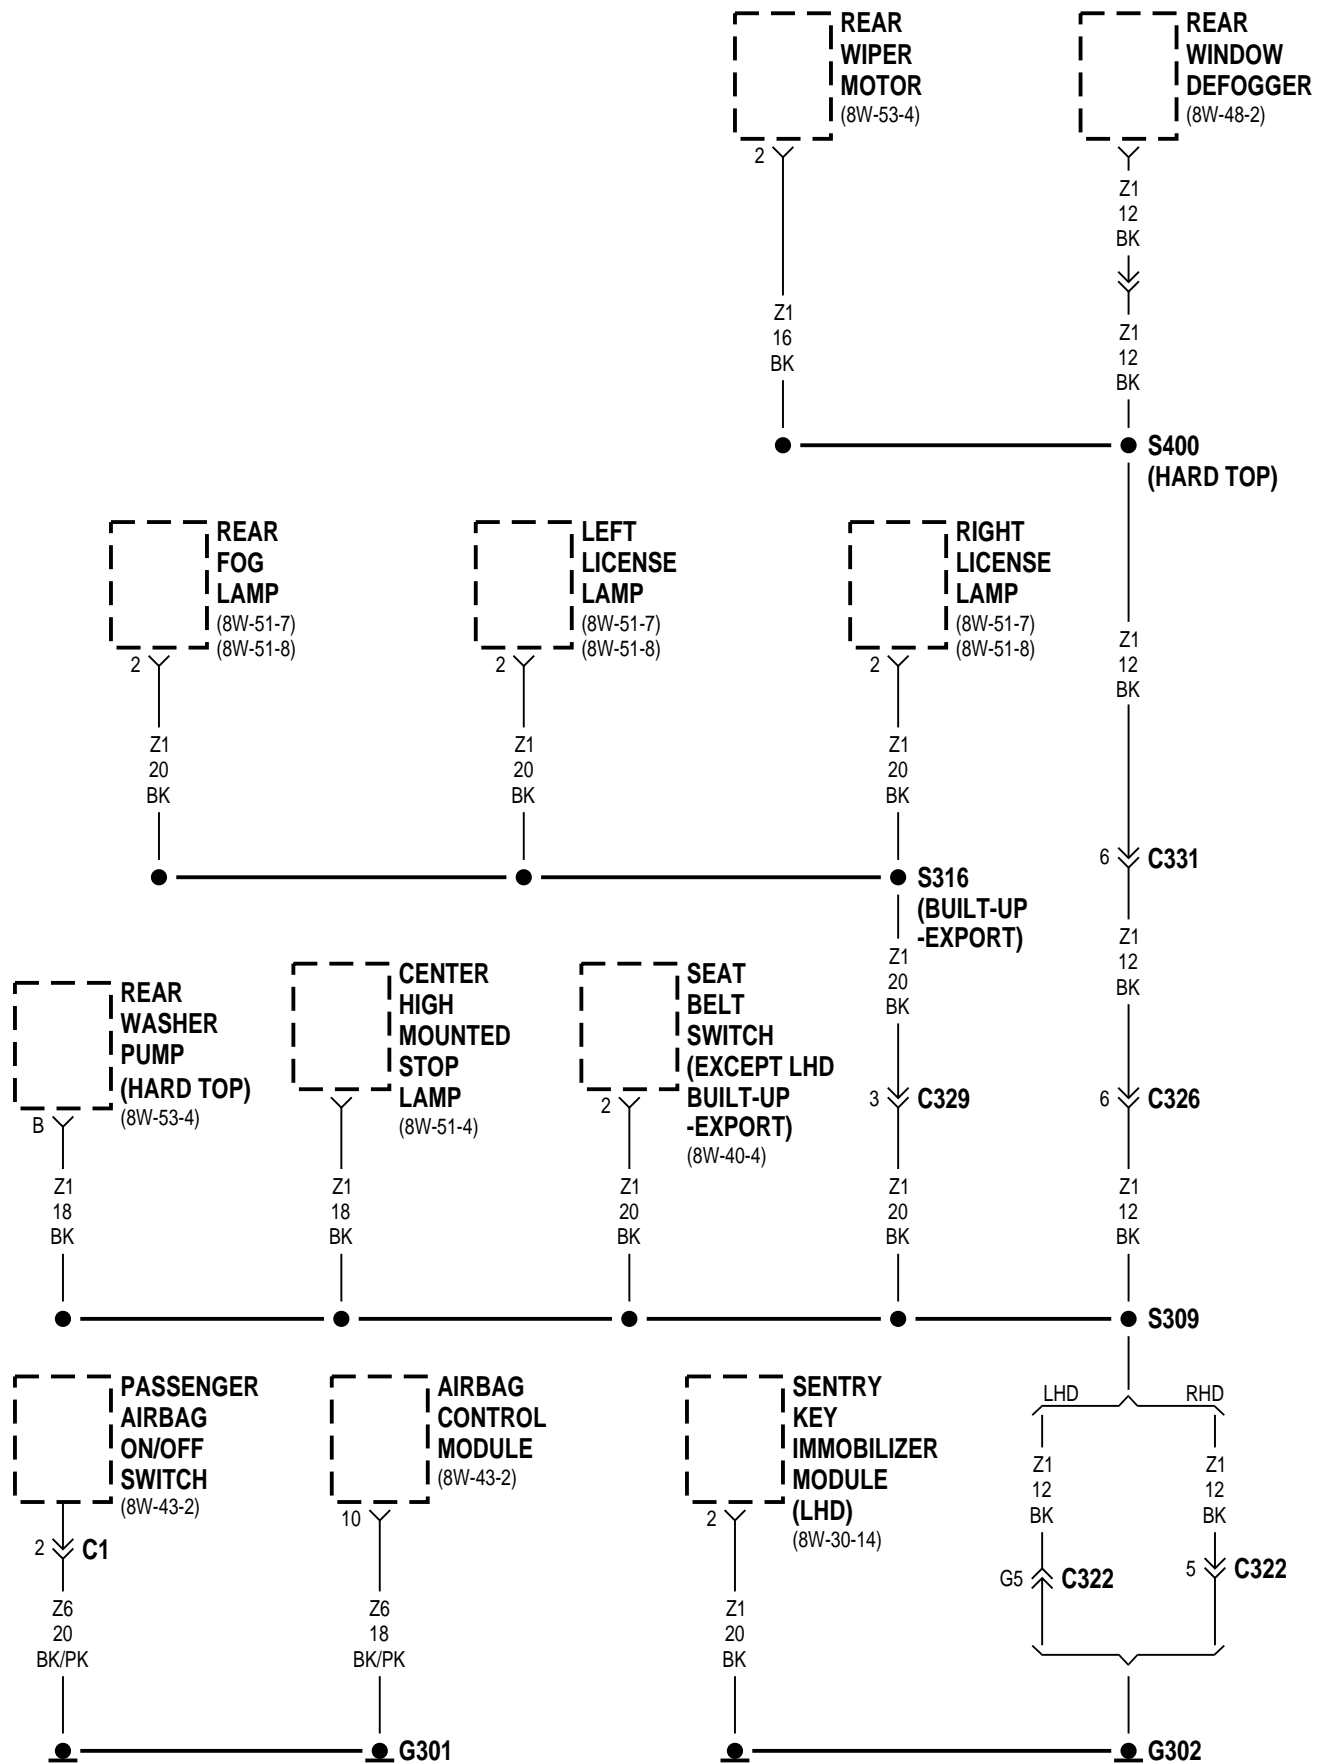 REAR
WIPER
MOTOR
(8W-53-4)
2
REAR
WINDOW
DEFOGGER
(8W-48-2)
Z1
12
BK
Z1
16
BK
Z1
12
BK
S400
(HARD TOP)
REAR
FOG
LAMP
(8W-51-7)
(8W-51-8)
2
LEFT
LICENSE
LAMP
(8W-51-7)
(8W-51-8)
2
RIGHT
LICENSE
LAMP
(8W-51-7)
(8W-51-8)
2
Z1
12
BK
Z1
20
BK
Z1
20
BK
Z1
20
BK
6
C331
S316
(BUILT-UP
-EXPORT)
Z1
20
BK
Z1
12
BK
REAR
WASHER
PUMP
(HARD TOP)
(8W-53-4)
B
CENTER
HIGH
MOUNTED
STOP
LAMP
(8W-51-4)
SEAT
BELT
SWITCH
(EXCEPT LHD
BUILT-UP
-EXPORT)
(8W-40-4)
2
3
C329
6
C326
Z1
18
BK
Z1
18
BK
Z1
20
BK
Z1
20
BK
Z1
12
BK
S309
PASSENGER
AIRBAG
ON/OFF
SWITCH
(8W-43-2)
2
C1
AIRBAG
CONTROL
MODULE
(8W-43-2)
10
SENTRY
KEY
IMMOBILIZER
MODULE
(LHD)
(8W-30-14)
2
LHD
RHD
Z1
12
BK
Z1
12
BK
G5
C322
5
C322
Z6
20
BK/PK
Z6
18
BK/PK
Z1
20
BK
G301
G302